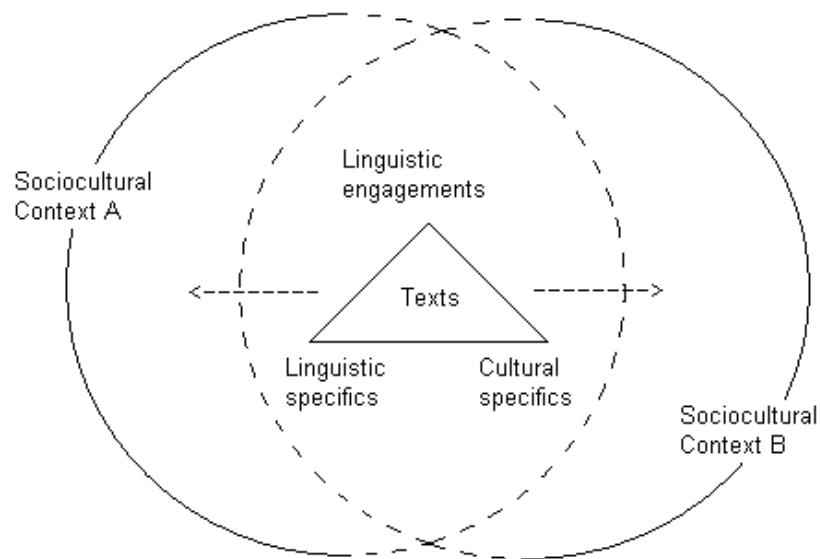 Linguistic
engagements
Sociocultural
Context A
Texts
Linguistic
specifics
Cultural
specifics
Sociocultural
Context B